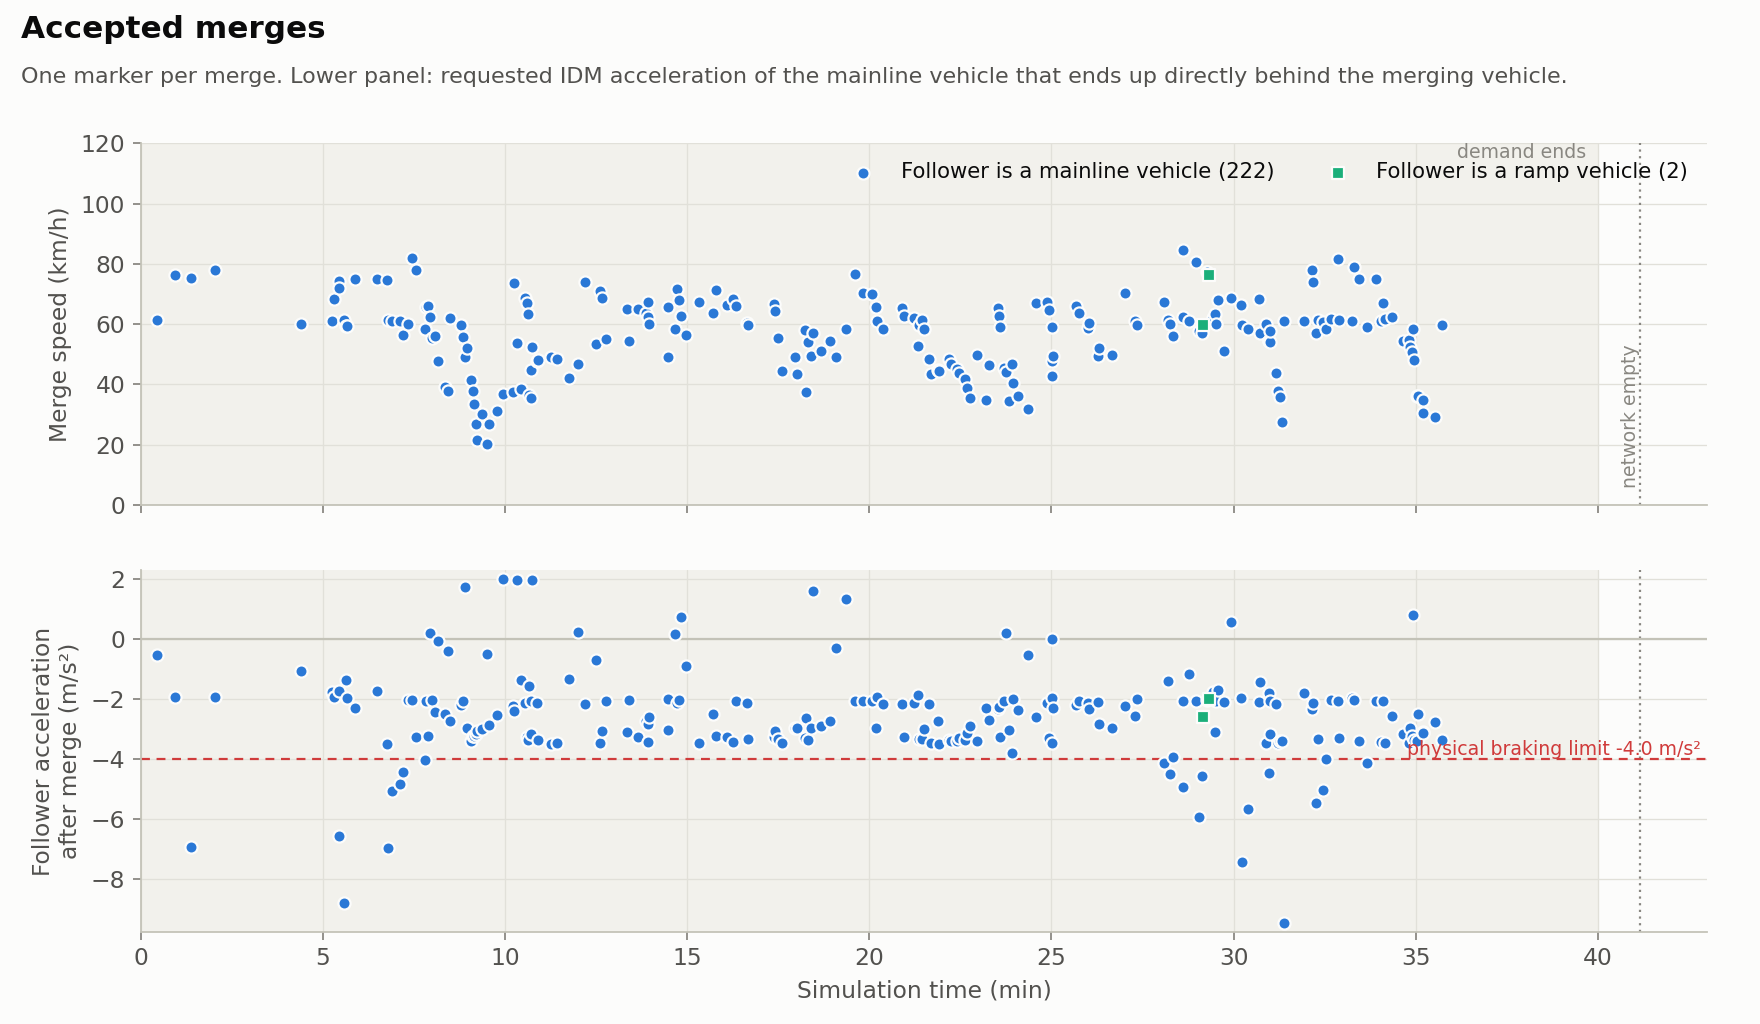 Accepted merges
One marker per merge. Lower panel: requested IDM acceleration of the mainline vehicle that ends up directly behind the merging vehicle.
Merge speed (km/h)
120
100
80
60
40
20
0
demand ends
Follower is a mainline vehicle (222)
Follower is a ramp vehicle (2)
network empty
Follower acceleration
after merge (m/s²)
2
0
−2
−4
−6
−8
physical braking limit -4.0 m/s²
0 5 10 15 20 25 30 35 40
Simulation time (min)